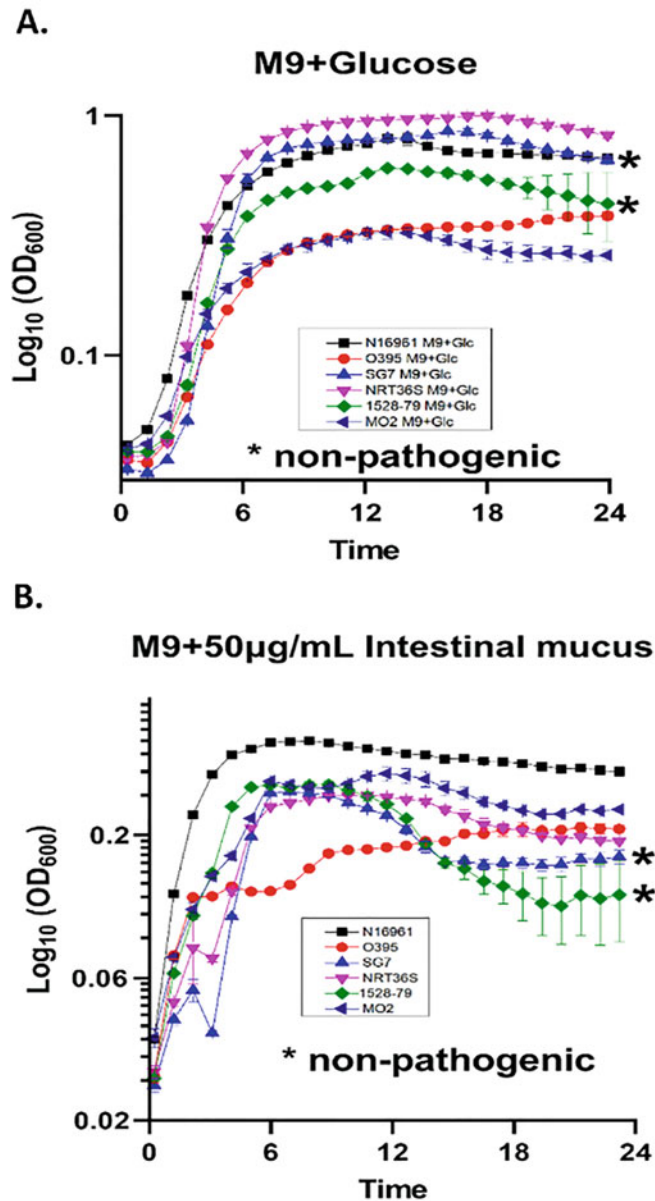 A.
M9+Glucose
1
Log10 (OD600)
0.1
N16961 M9+Glc
O395 M9+Glc
SG7 M9+Glc
NRT36S M9+Glc
1528-79 M9+Glc
MO2 M9+Glc
* non-pathogenic
*
*
0 6 12 18 24
Time
B.
M9+50µg/mL Intestinal mucus
Log10 (OD600)
0.2
0.06
0.02
N16961
O395
SG7
NRT36S
1528-79
MO2
* non-pathogenic
*
*
0 6 12 18 24
Time